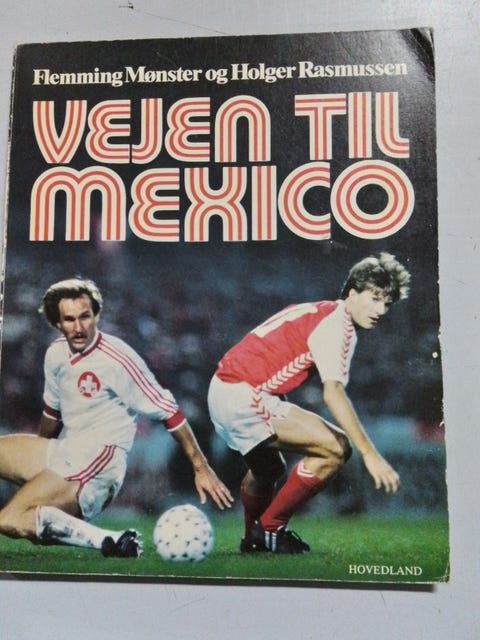 Flemming Mønster og Holger Rasmussen
VEJEN TIL
MEXICO
HOVEDLAND